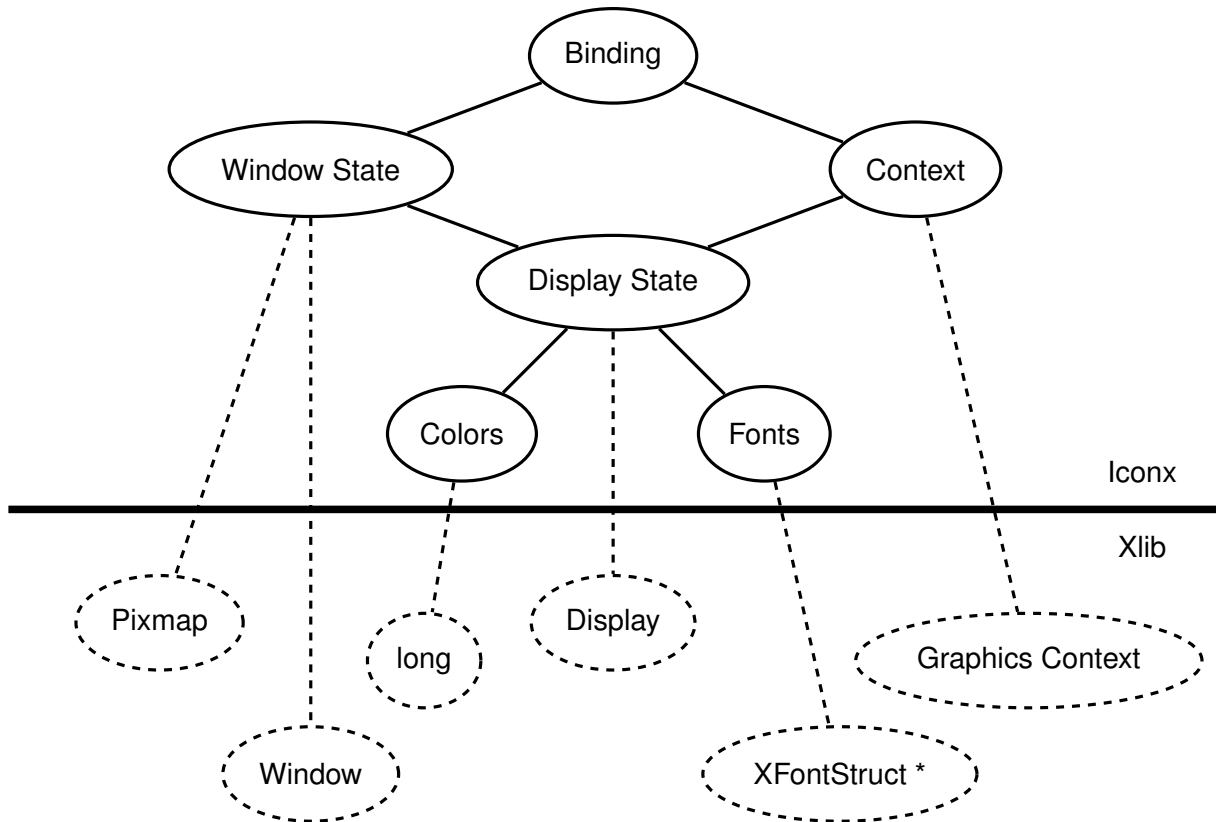 Binding
Window State
Context
Display State
Colors
Fonts
Iconx
Xlib
Pixmap
Display
long
Graphics Context
Window
XFontStruct *